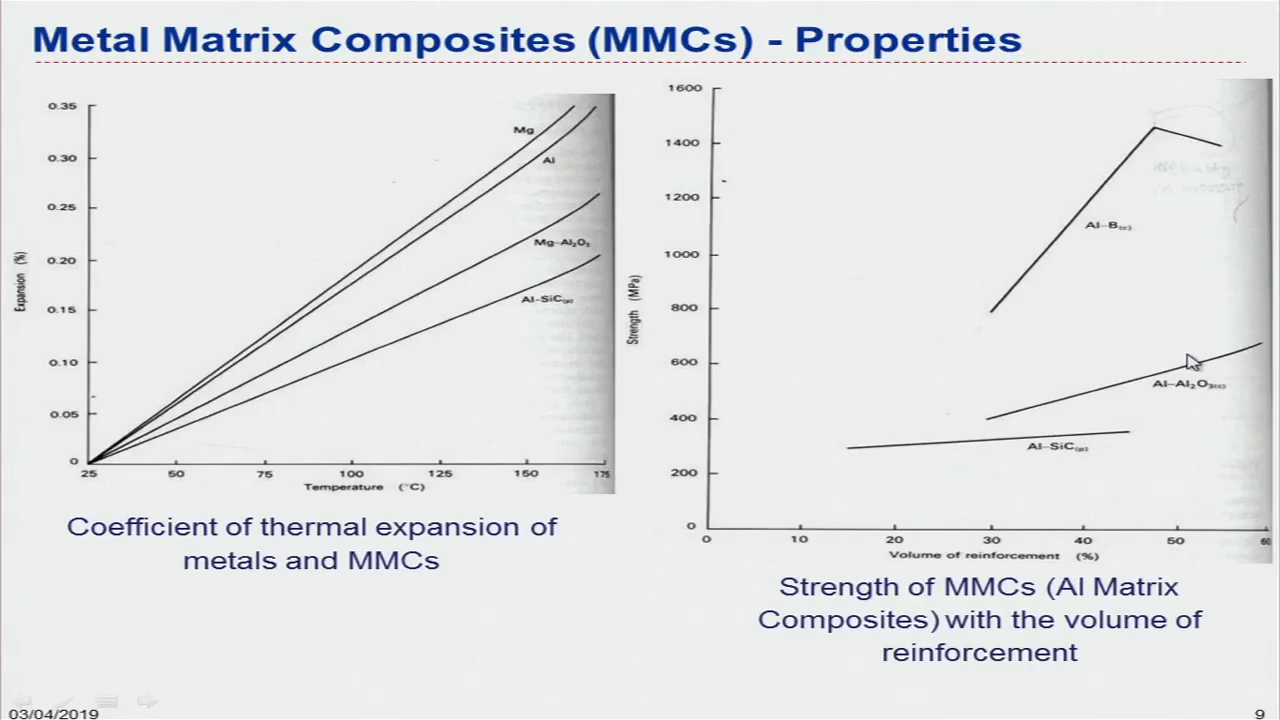 Metal Matrix Composites (MMCs) - Properties
0.35
0.30
0.25
0.20
0.15
0.10
0.05
0
Expansion (%)
Mg
Al
Mg–Al₂O₃
Al-SiC(p)
25 50 75 100 125 150 175
Temperature (°C)
Coefficient of thermal expansion of
metals and MMCs
1600
1400
1200
1000
800
600
400
200
0
Strength (MPa)
Al–B(c)
Al–Al₂O₃(c)
Al–SiC(p)
0 10 20 30 40 50 60
Volume of reinforcement (%)
Strength of MMCs (Al Matrix
Composites) with the volume of
reinforcement
03/04/2019
9